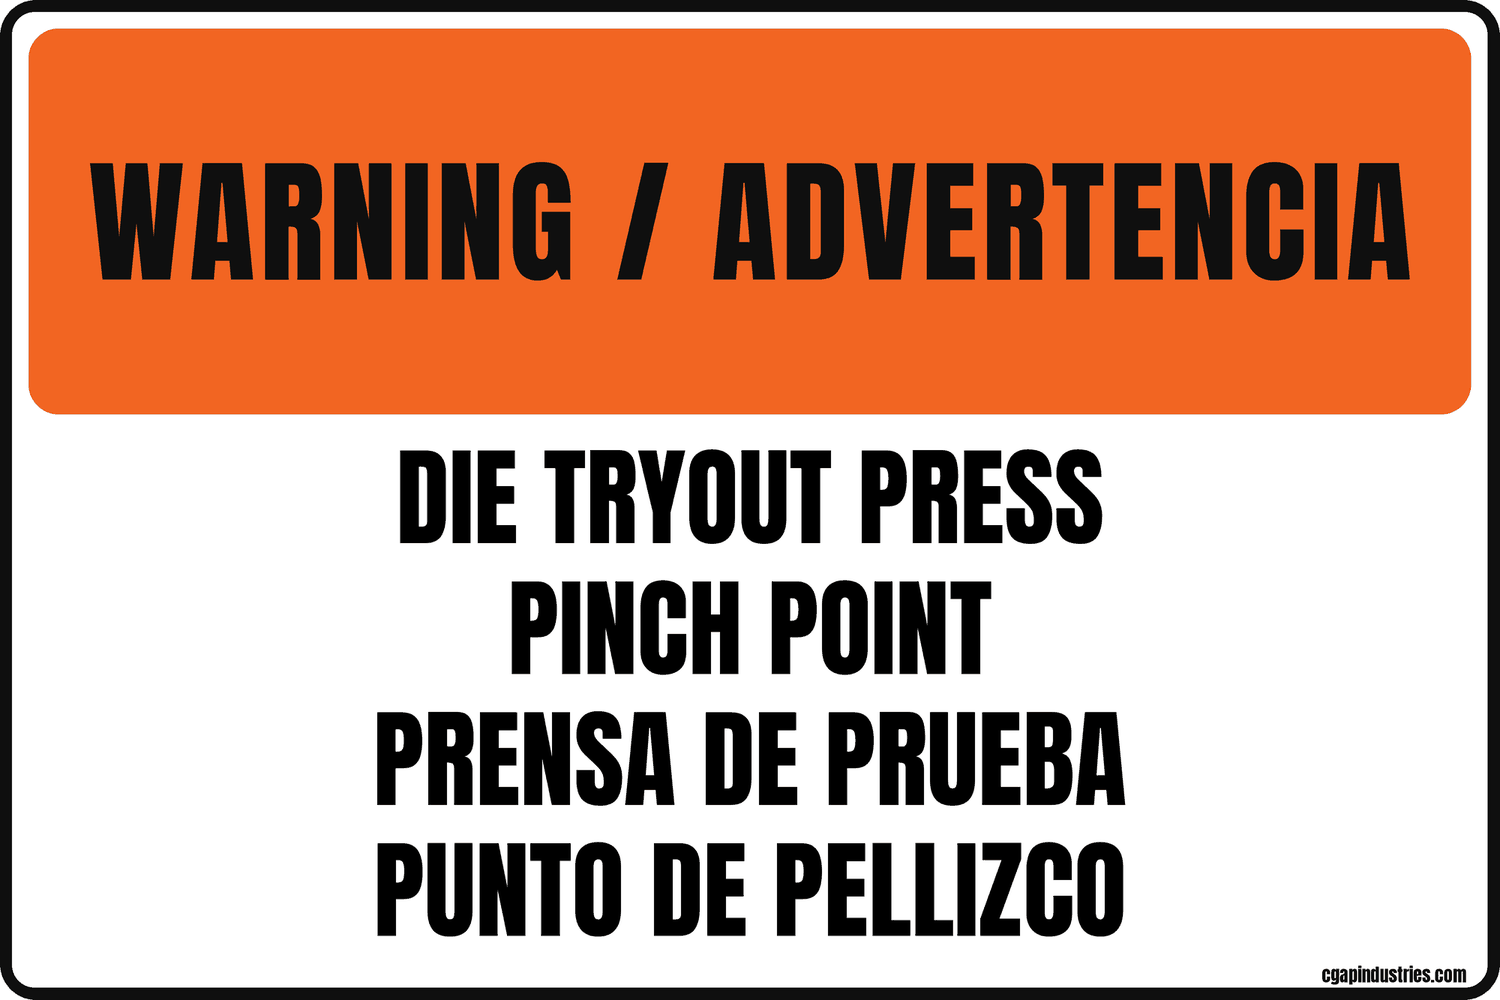 WARNING / ADVERTENCIA
DIE TRYOUT PRESS
PINCH POINT
PRENSA DE PRUEBA
PUNTO DE PELLIZCO
cgapindustries.com